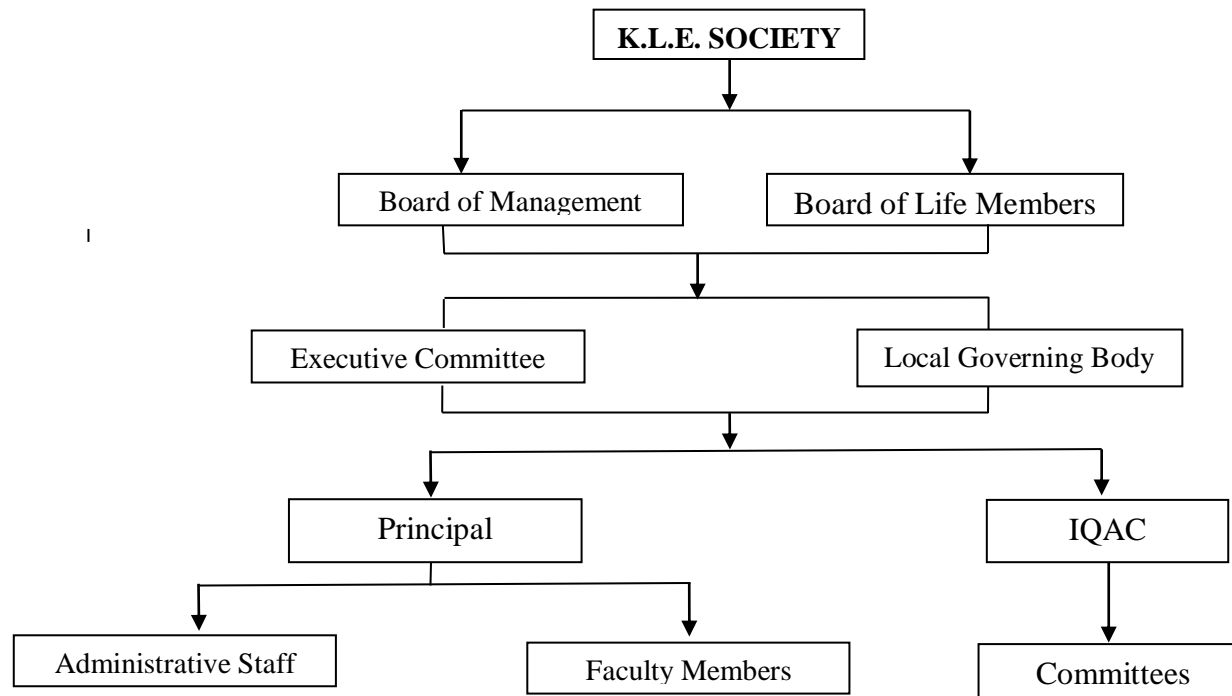 K.L.E. SOCIETY
Board of Management
Board of Life Members
Executive Committee
Local Governing Body
Principal
IQAC
Administrative Staff
Faculty Members
Committees